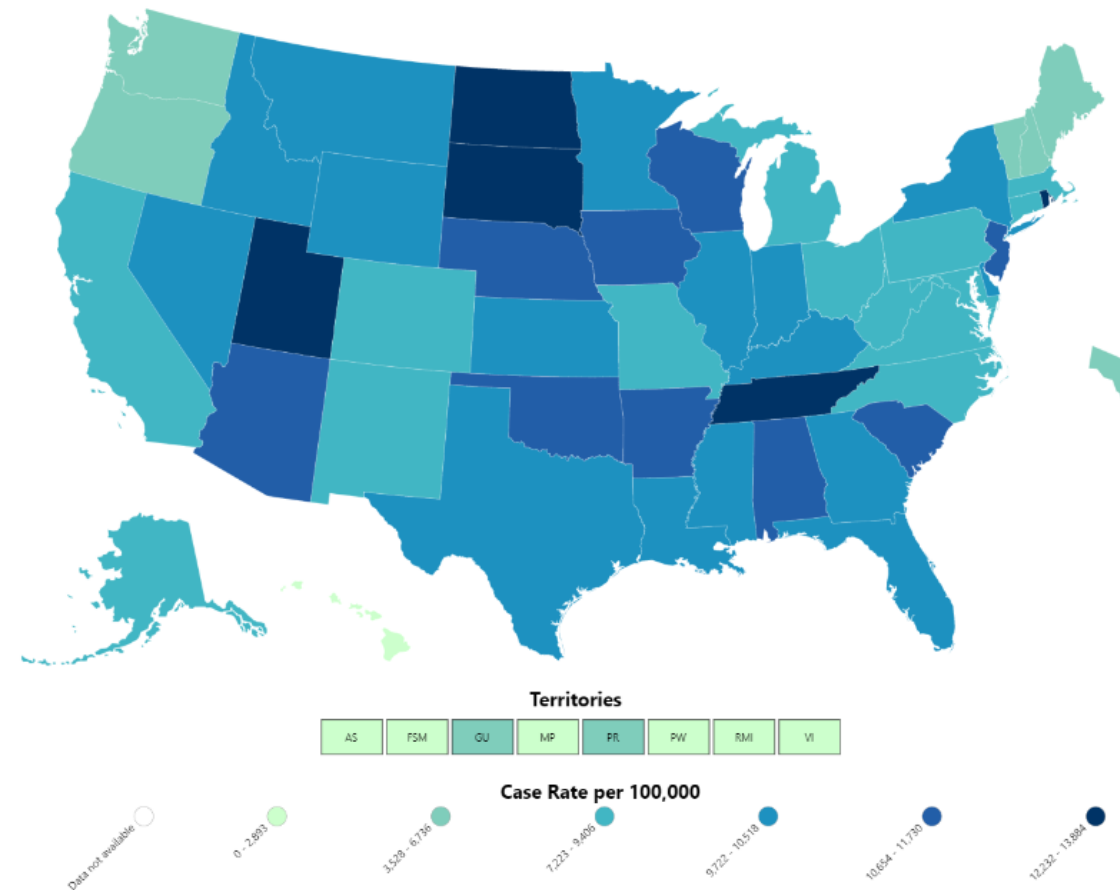 Territories
AS FSM GU MP PR PW RMI VI
Case Rate per 100,000
Data not available 0 - 2,893 3,528 - 6,736 7,223 - 9,406 9,722 - 10,518 10,654 - 11,730 12,232 - 13,884